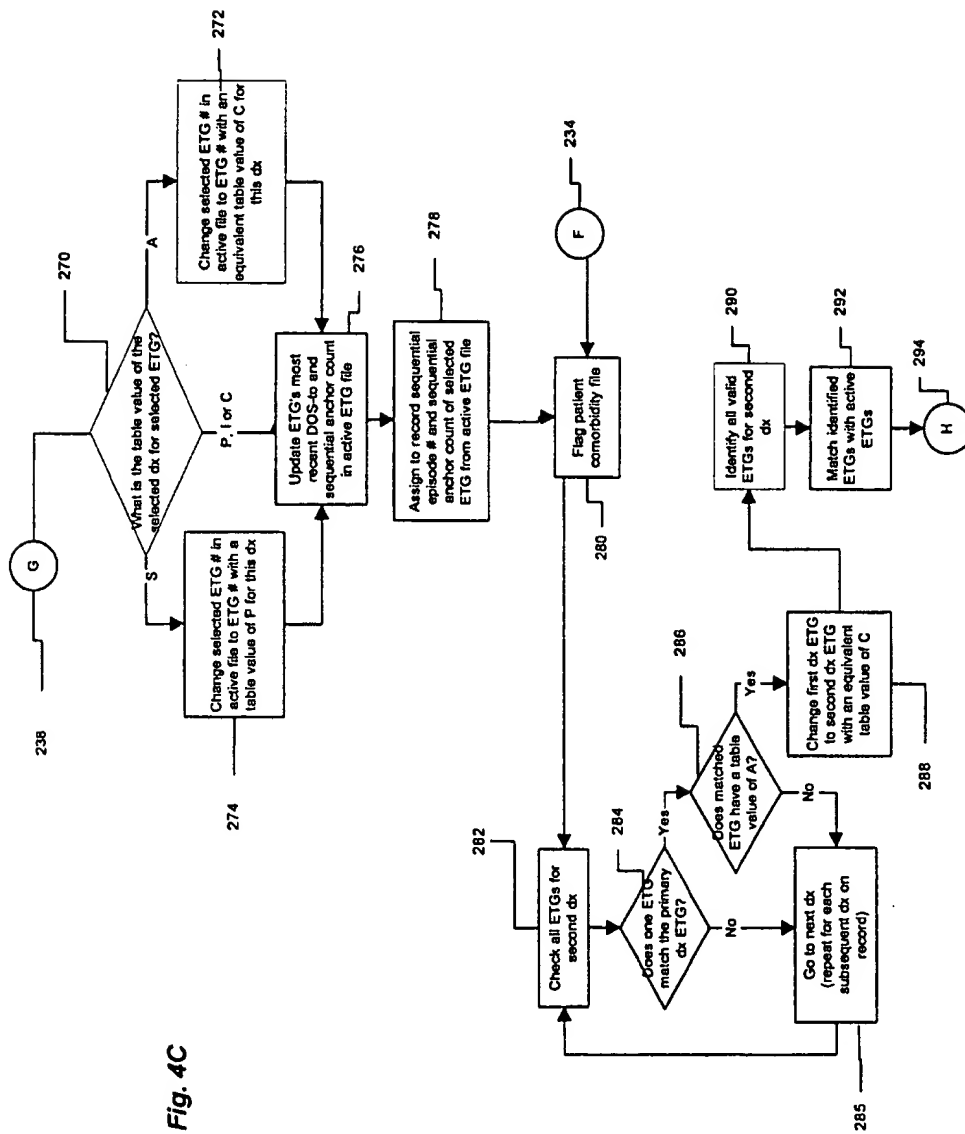 Fig. 4C
G
238
270
What is the table value of the
selected dx for selected ETG?
S
P, I or C
A
272
Change selected ETG # in
active file to ETG # with an
equivalent table value of C for
this dx
Change selected ETG # in
active file to ETG # with a
table value of P for this dx
274
276
Update ETG's most
recent DOS-to and
sequential anchor count
in active ETG file
278
Assign to record sequential
episode # and sequential
anchor count of selected
ETG from active ETG file
F
234
Flag patient
comorbidity file
280
282
Check all ETGs for
second dx
284
Does one ETG
match the primary
dx ETG?
Yes
No
286
Does matched
ETG have a table
value of A?
Yes
No
Go to next dx
(repeat for each
subsequent dx on
record)
285
Change first dx ETG
to second dx ETG
with an equivalent
table value of C
288
290
Identify all valid
ETGs for second
dx
292
Match identified
ETGs with active
ETGs
294
H